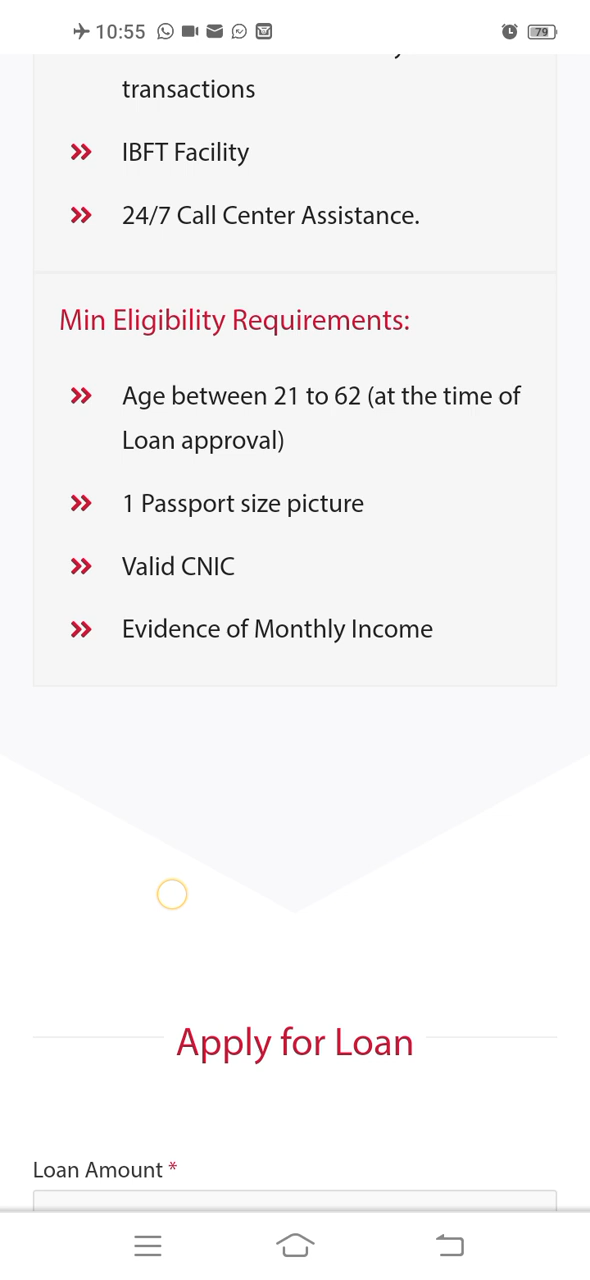 10:55
79
transactions
IBFT Facility
24/7 Call Center Assistance.
Min Eligibility Requirements:
Age between 21 to 62 (at the time of
Loan approval)
1 Passport size picture
Valid CNIC
Evidence of Monthly Income
Apply for Loan
Loan Amount *